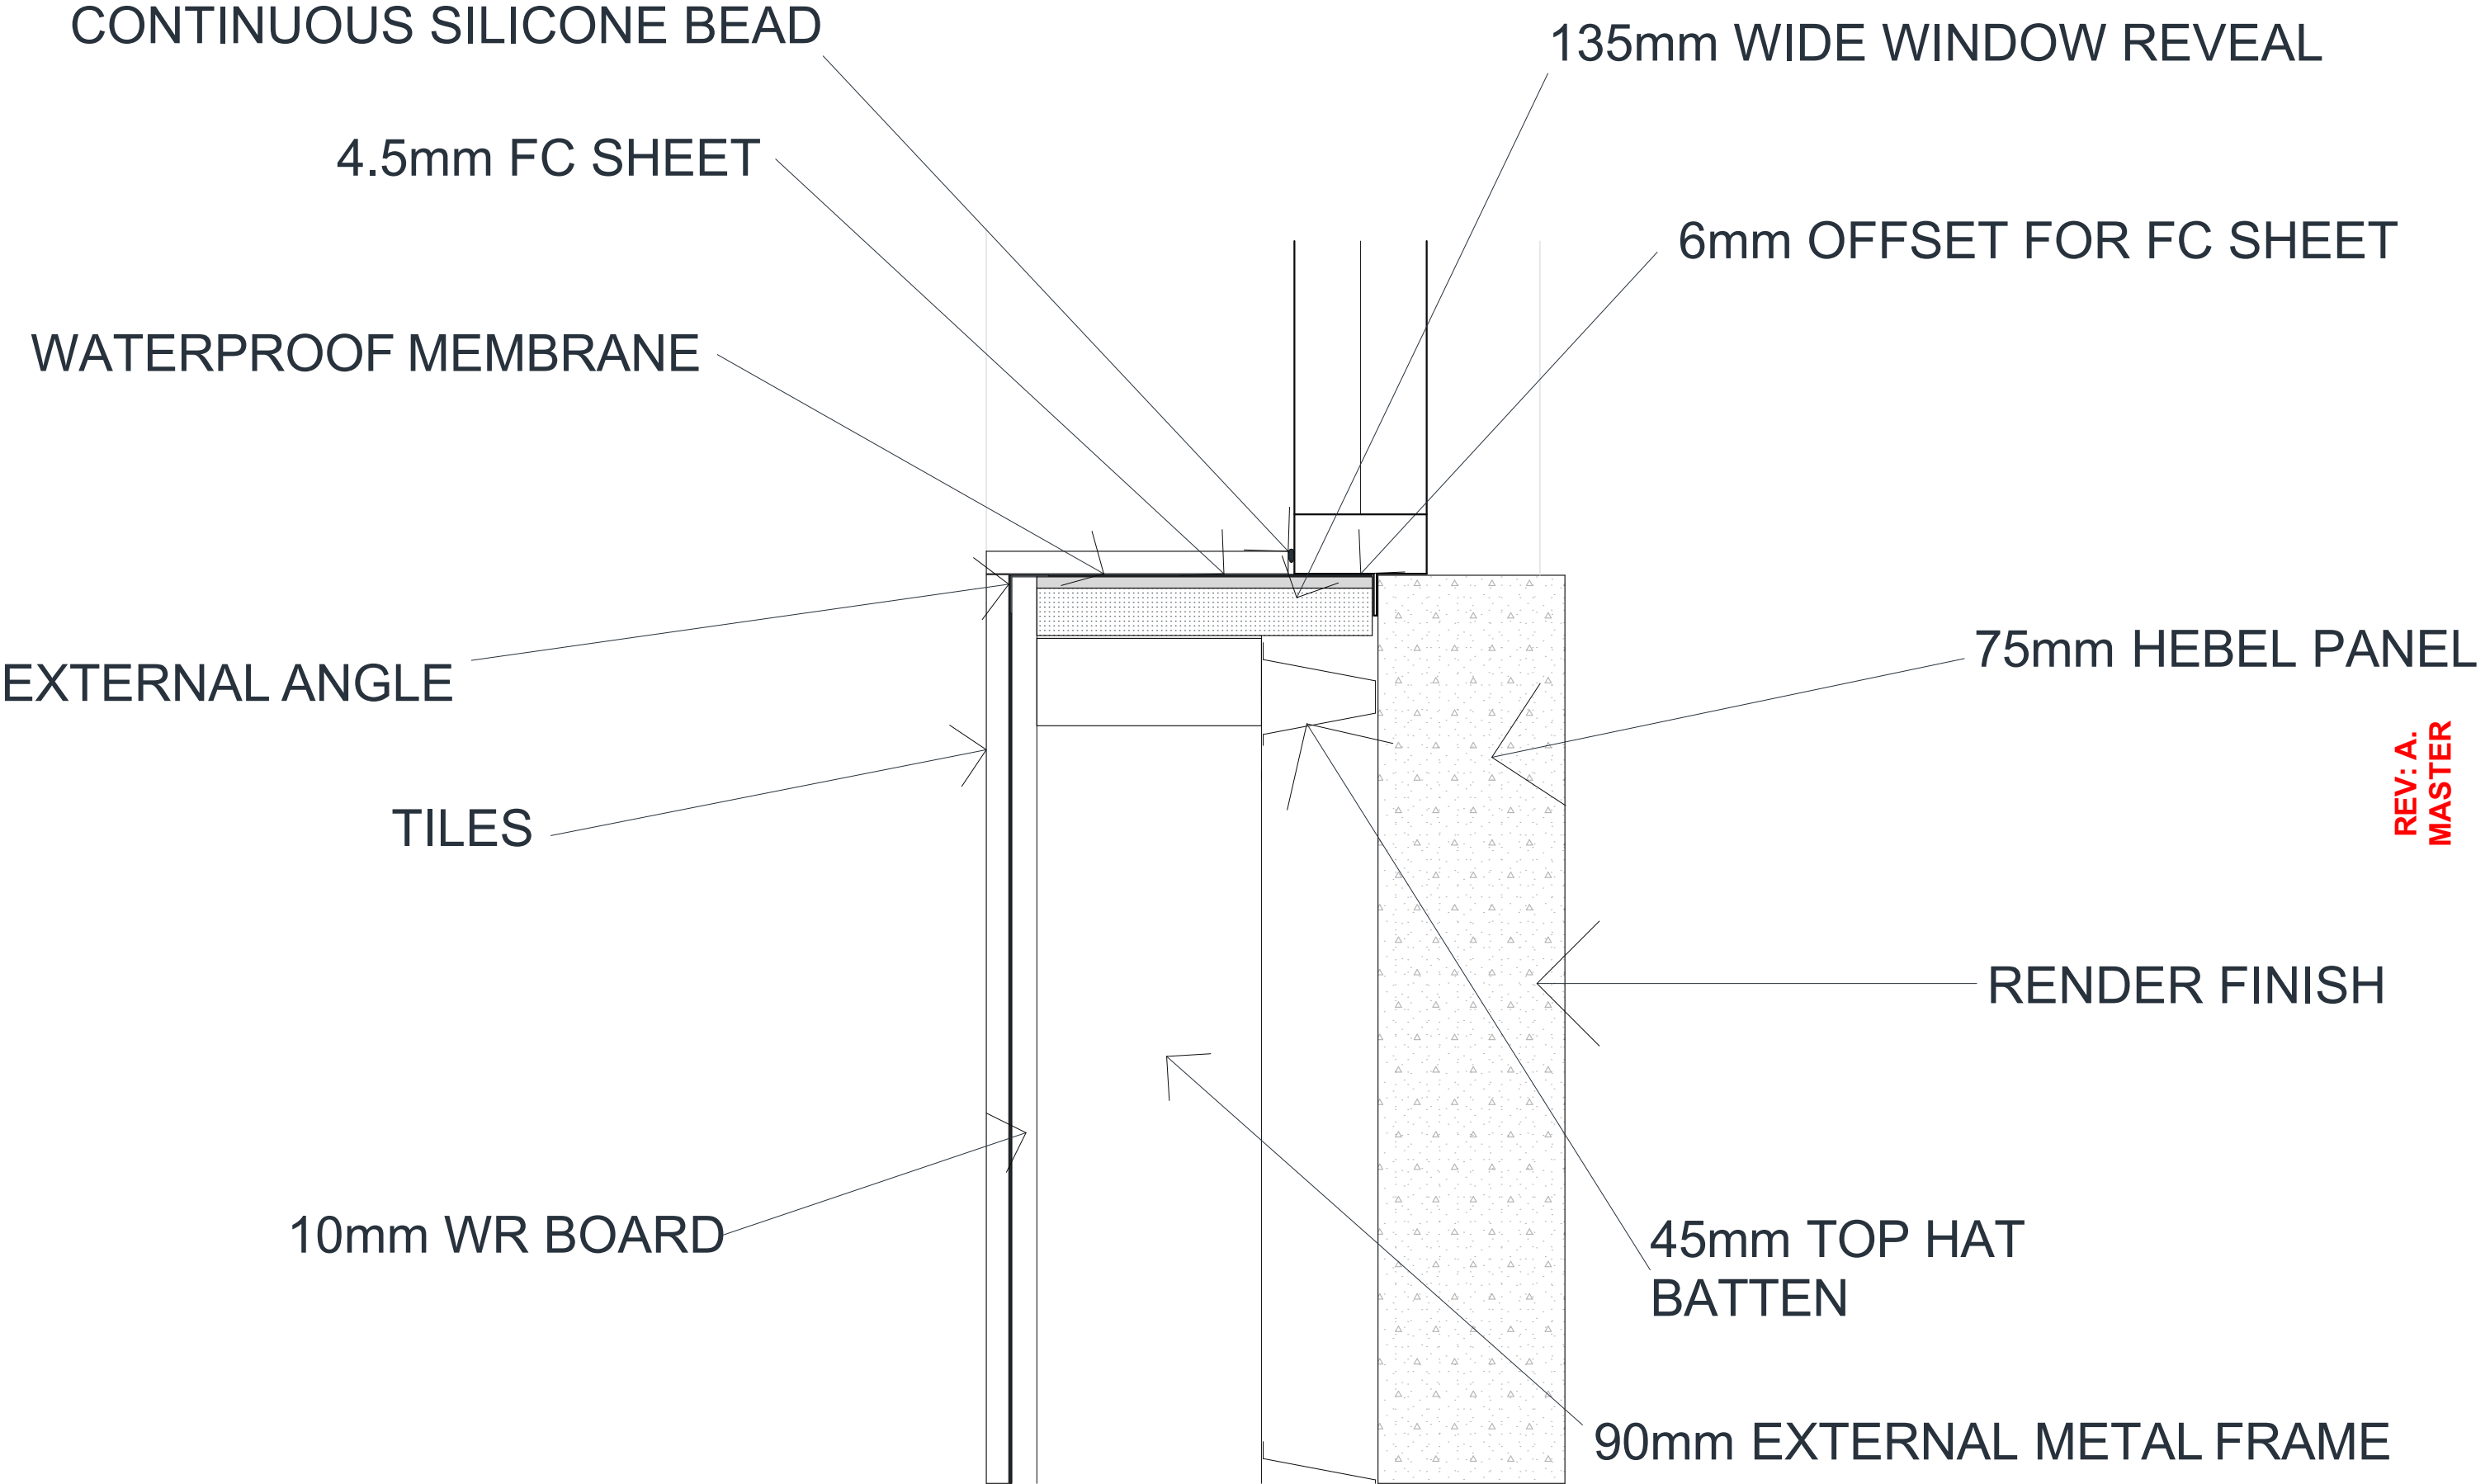 CONTINUOUS SILICONE BEAD
135mm WIDE WINDOW REVEAL
4.5mm FC SHEET
6mm OFFSET FOR FC SHEET
WATERPROOF MEMBRANE
EXTERNAL ANGLE
75mm HEBEL PANEL
REV: A.
MASTER
TILES
RENDER FINISH
10mm WR BOARD
45mm TOP HAT
BATTEN
90mm EXTERNAL METAL FRAME